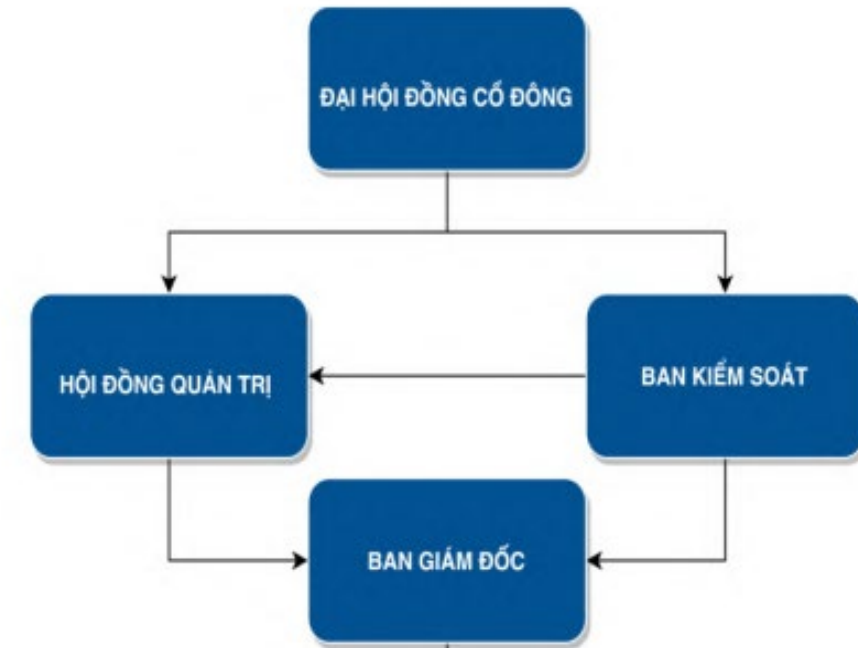 ĐẠI HỘI ĐỒNG CỔ ĐÔNG
HỘI ĐỒNG QUẢN TRỊ
BAN KIỂM SOÁT
BAN GIÁM ĐỐC